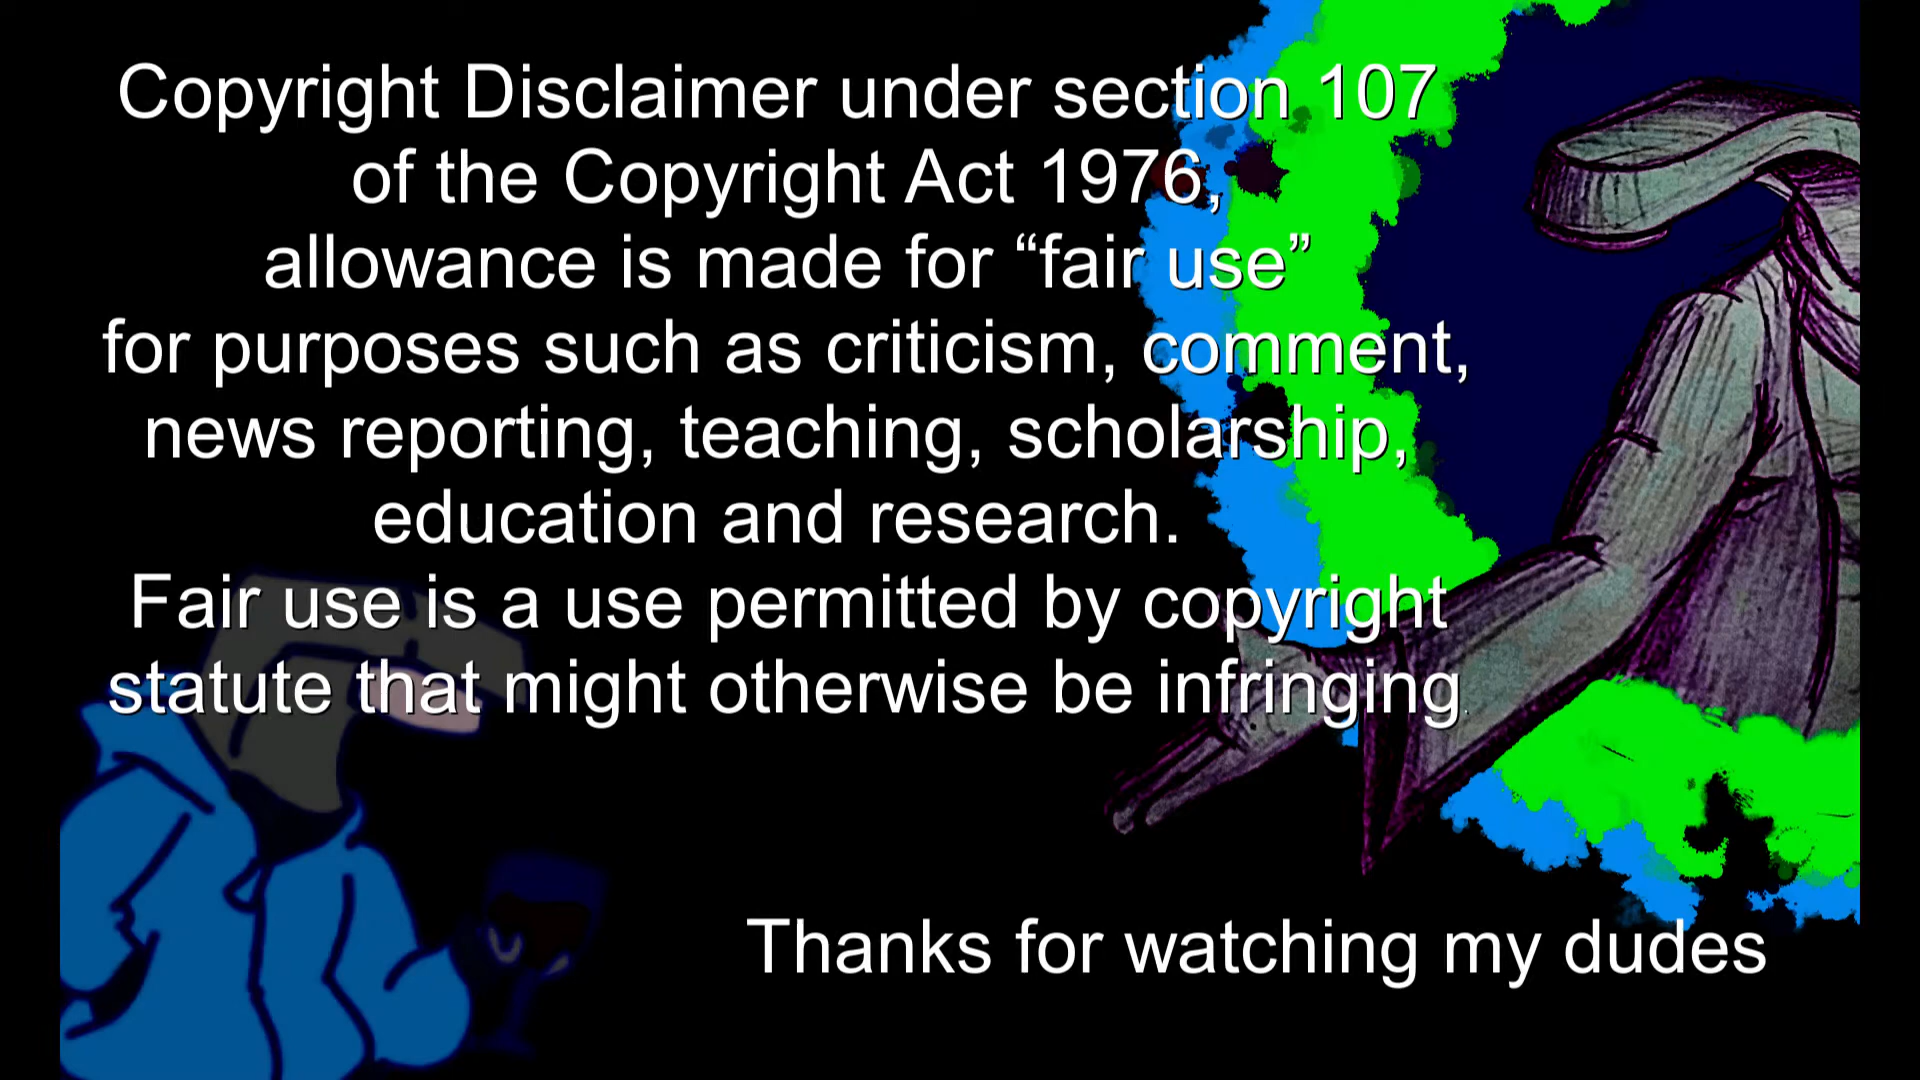 Copyright Disclaimer under section 107
of the Copyright Act 1976,
allowance is made for “fair use”
for purposes such as criticism, comment,
news reporting, teaching, scholarship,
education and research.
Fair use is a use permitted by copyright
statute that might otherwise be infringing.
Thanks for watching my dudes